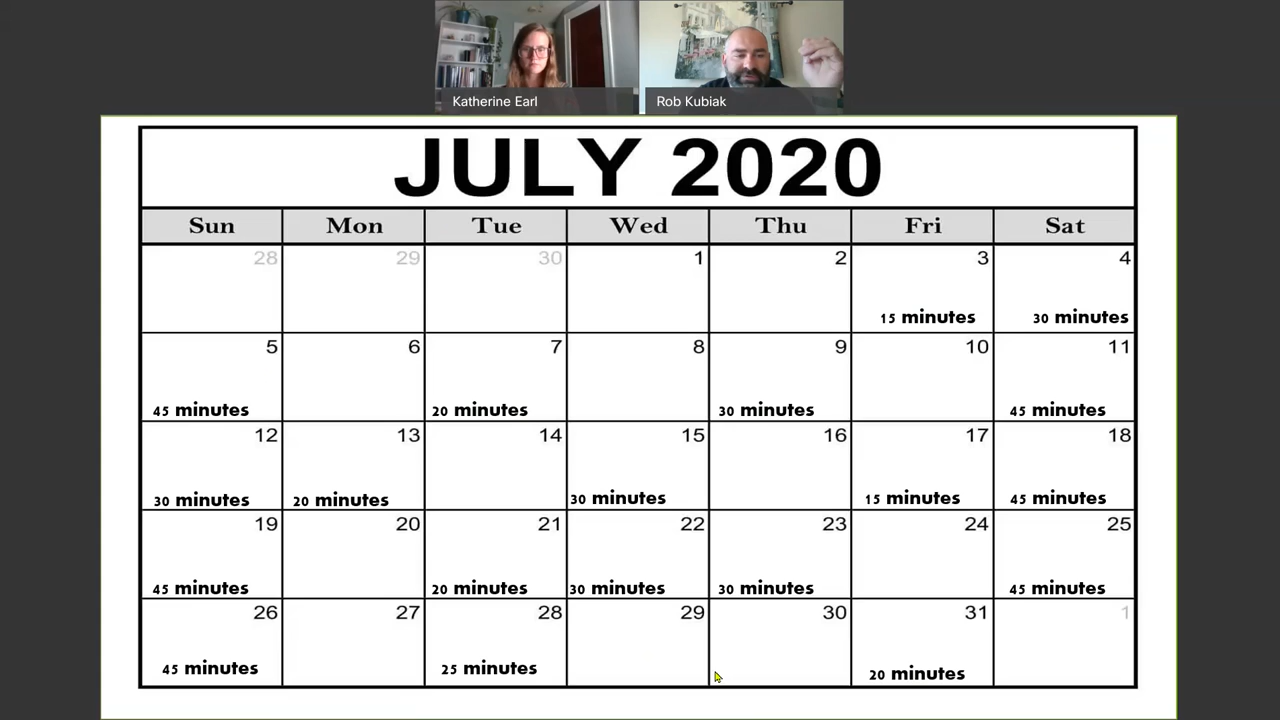 Katherine Earl
Rob Kubiak
JULY 2020
Sun Mon Tue Wed Thu Fri Sat
28 29 30 1 2 3 4
15 minutes 30 minutes
5 6 7 8 9 10 11
45 minutes 20 minutes 30 minutes 45 minutes
12 13 14 15 16 17 18
30 minutes 20 minutes 30 minutes 15 minutes 45 minutes
19 20 21 22 23 24 25
45 minutes 20 minutes 30 minutes 30 minutes 45 minutes
26 27 28 29 30 31 1
45 minutes 25 minutes 20 minutes